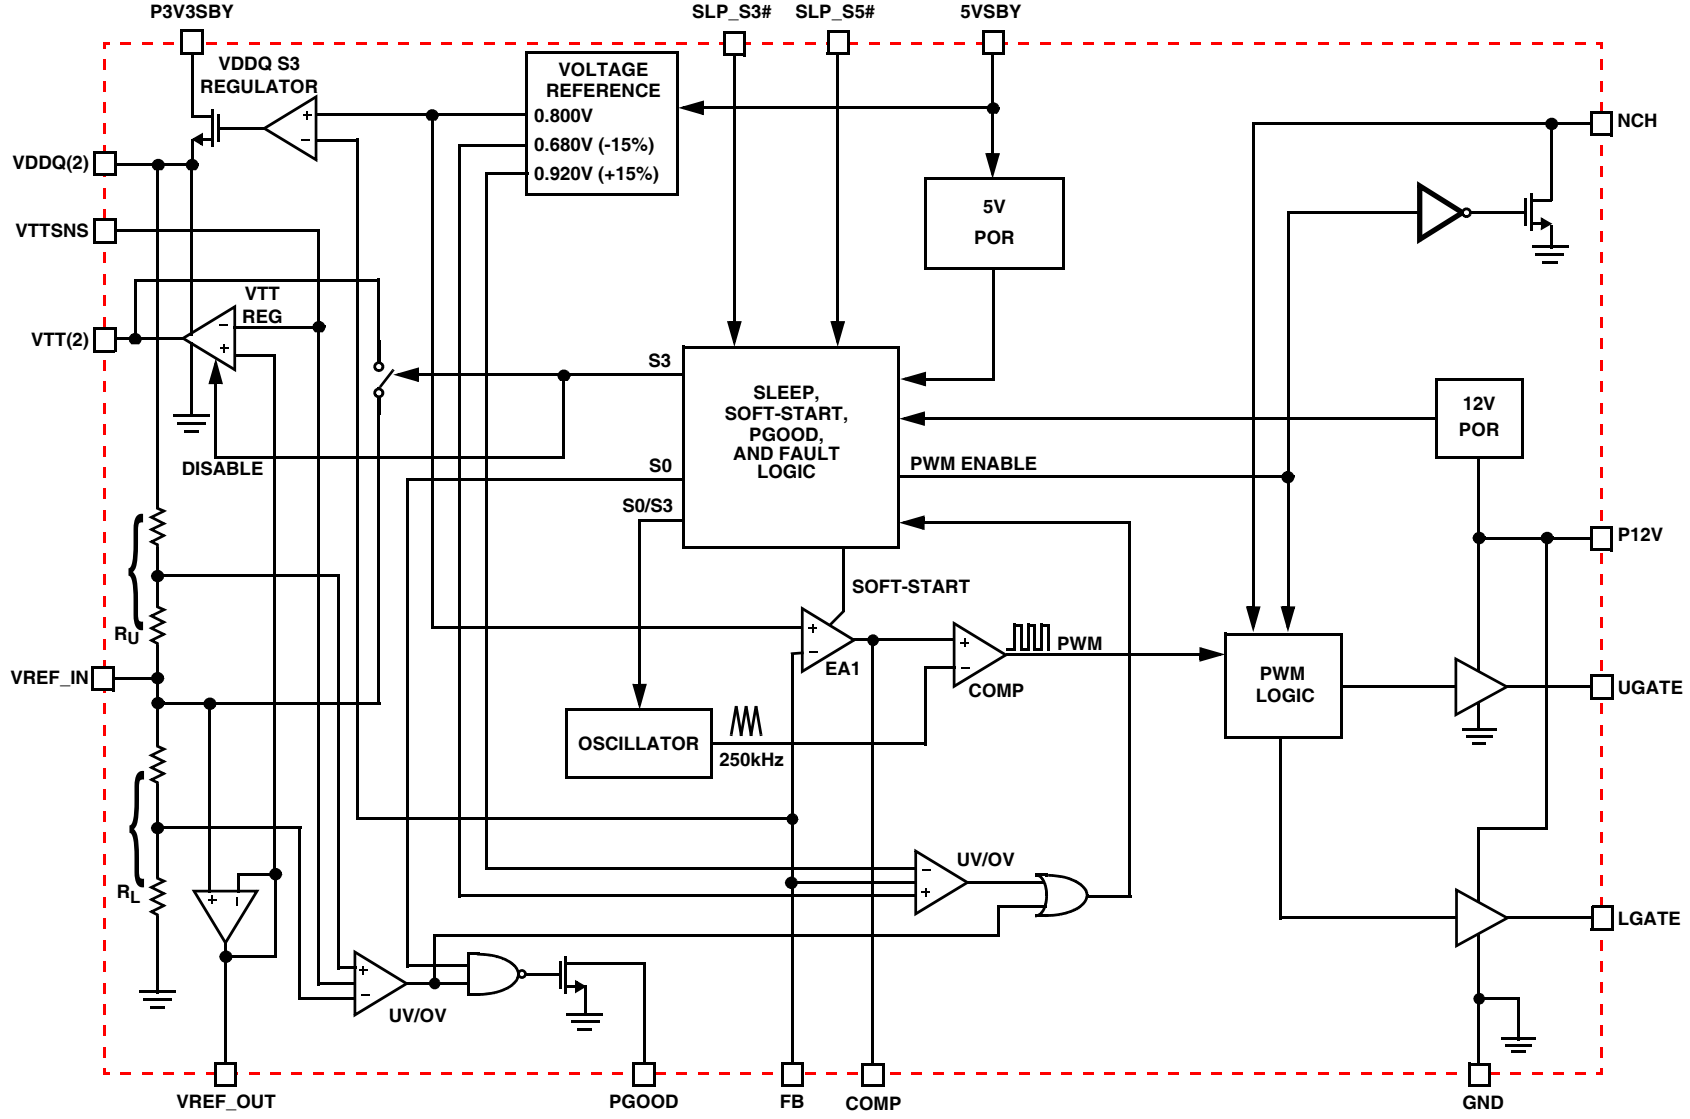 P3V3SBY
SLP_S3#
SLP_S5#
5VSBY
VDDQ S3
REGULATOR
+
−
VOLTAGE
REFERENCE
0.800V
0.680V (-15%)
0.920V (+15%)
NCH
VDDQ(2)
5V
POR
VTTSNS
VTT
REG
−
+
VTT(2)
S3
SLEEP,
SOFT-START,
PGOOD,
AND FAULT
LOGIC
12V
POR
DISABLE
S0
PWM ENABLE
S0/S3
P12V
SOFT-START
RU
+
−
EA1
+
−
COMP
PWM
VREF_IN
PWM
LOGIC
UGATE
OSCILLATOR
250kHz
UV/OV
−
+
RL
+
−
LGATE
+
−
UV/OV
VREF_OUT
PGOOD
FB
COMP
GND